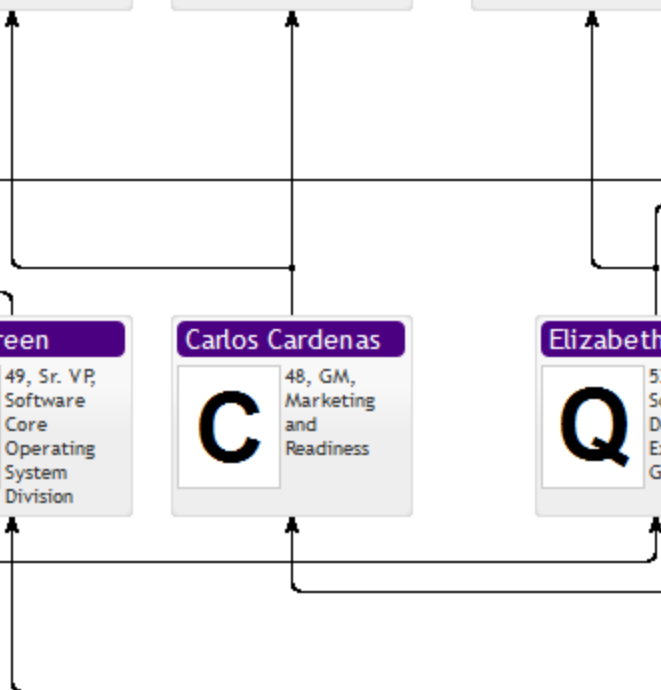 reen
49, Sr. VP,
Software
Core
Operating
System
Division
Carlos Cardenas
C
48, GM,
Marketing
and
Readiness
Elizabeth
Q